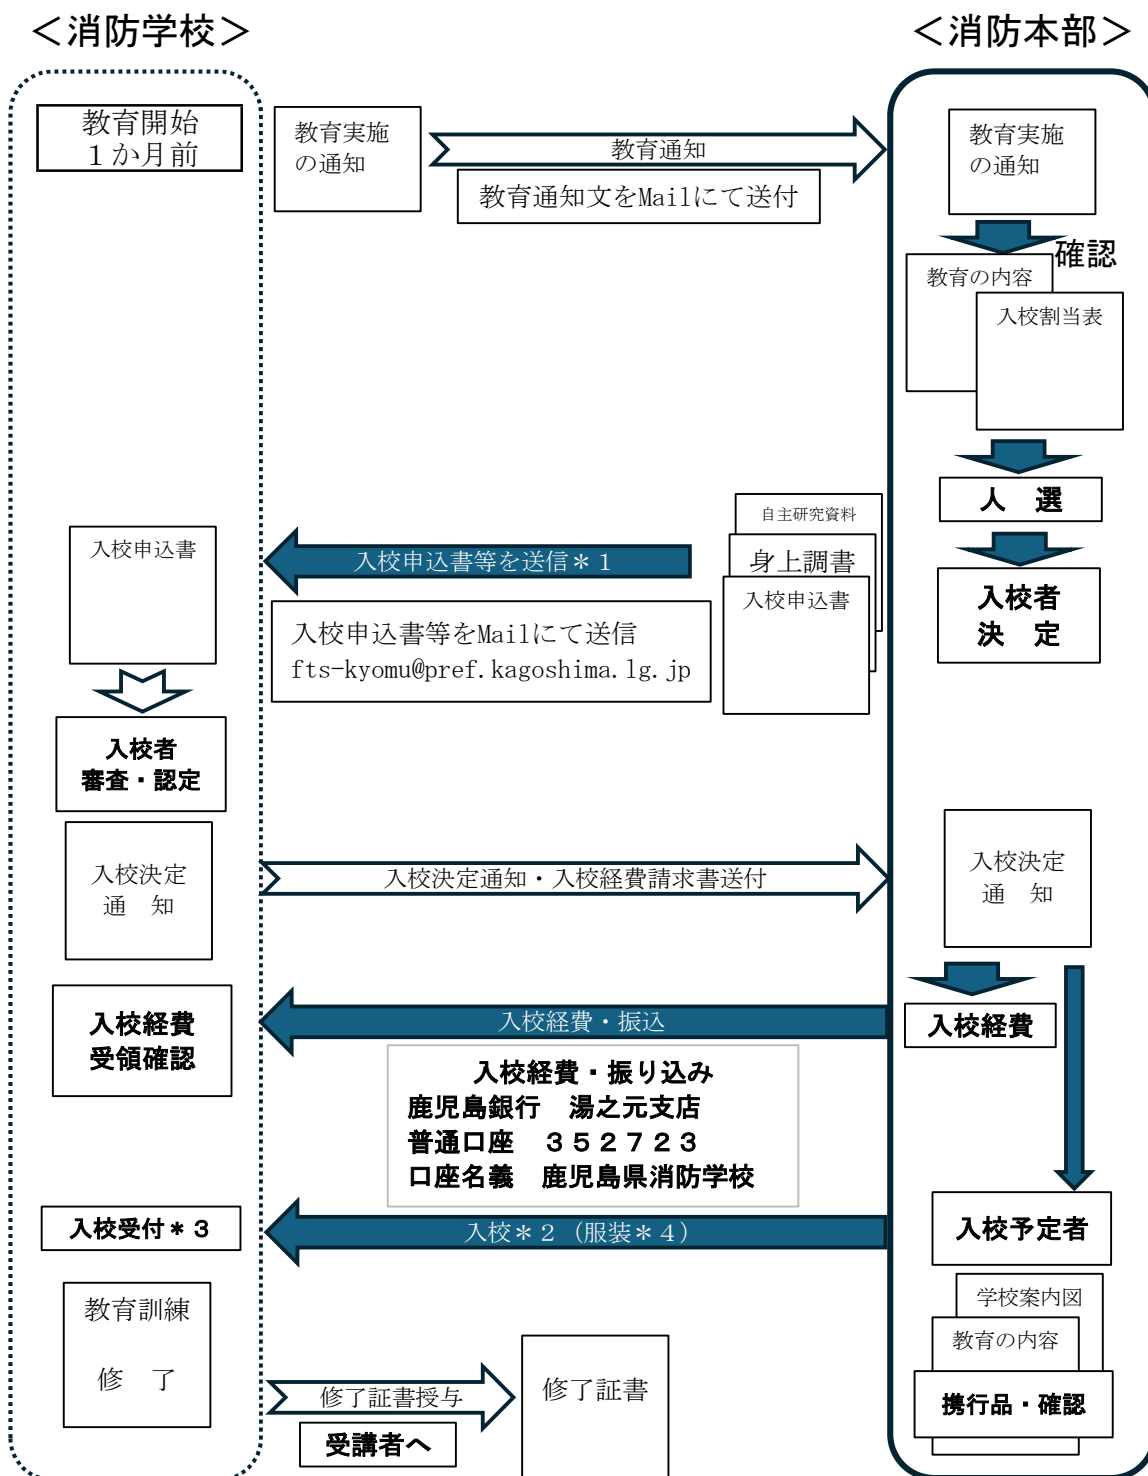 ＜消防学校＞
＜消防本部＞
教育開始
１か月前
教育実施
の通知
教育通知
教育通知文をMailにて送付
教育実施
の通知
確認
教育の内容
入校割当表
人　選
入校者
決　定
自主研究資料
身上調書
入校申込書
入校申込書等を送信＊１
入校申込書等をMailにて送信
fts-kyomu@pref.kagoshima.lg.jp
入校申込書
入校者
審査・認定
入校決定
通　知
入校決定通知・入校経費請求書送付
入校決定
通　知
入校経費
入校経費・振込
入校経費
受領確認
入校経費・振り込み
鹿児島銀行　湯之元支店
普通口座　３５２７２３
口座名義　鹿児島県消防学校
入校予定者
入校＊２（服装＊４）
入校受付＊３
学校案内図
教育の内容
携行品・確認
教育訓練
修　了
修了証書授与
受講者へ
修了証書